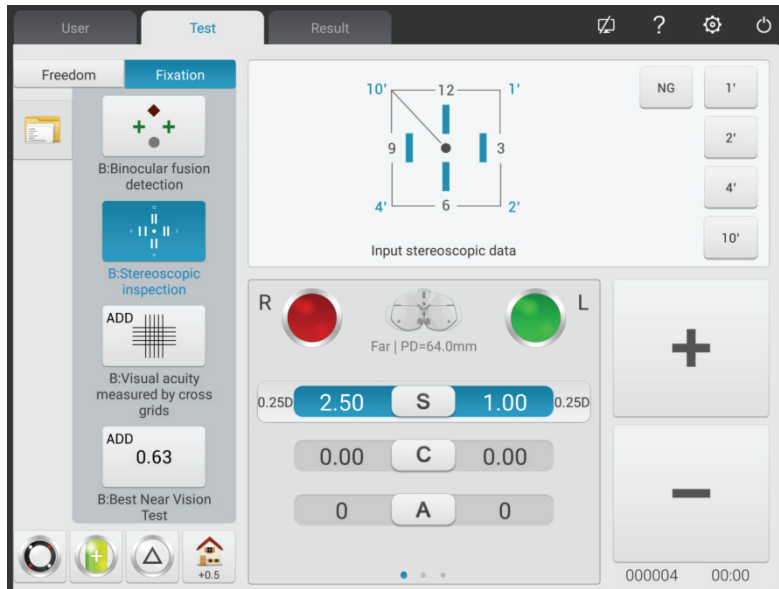 User
Test
Result
?
Freedom
Fixation
B:Binocular fusion
detection
B:Stereoscopic
inspection
ADD
B:Visual acuity
measured by cross
grids
ADD
0.63
B:Best Near Vision
Test
+0.5
10' 12 1'
9 3
4' 6 2'
Input stereoscopic data
NG
1'
2'
4'
10'
R L
Far | PD=64.0mm
0.25D 2.50 S 1.00 0.25D
0.00 C 0.00
0 A 0
+
−
000004 00:00